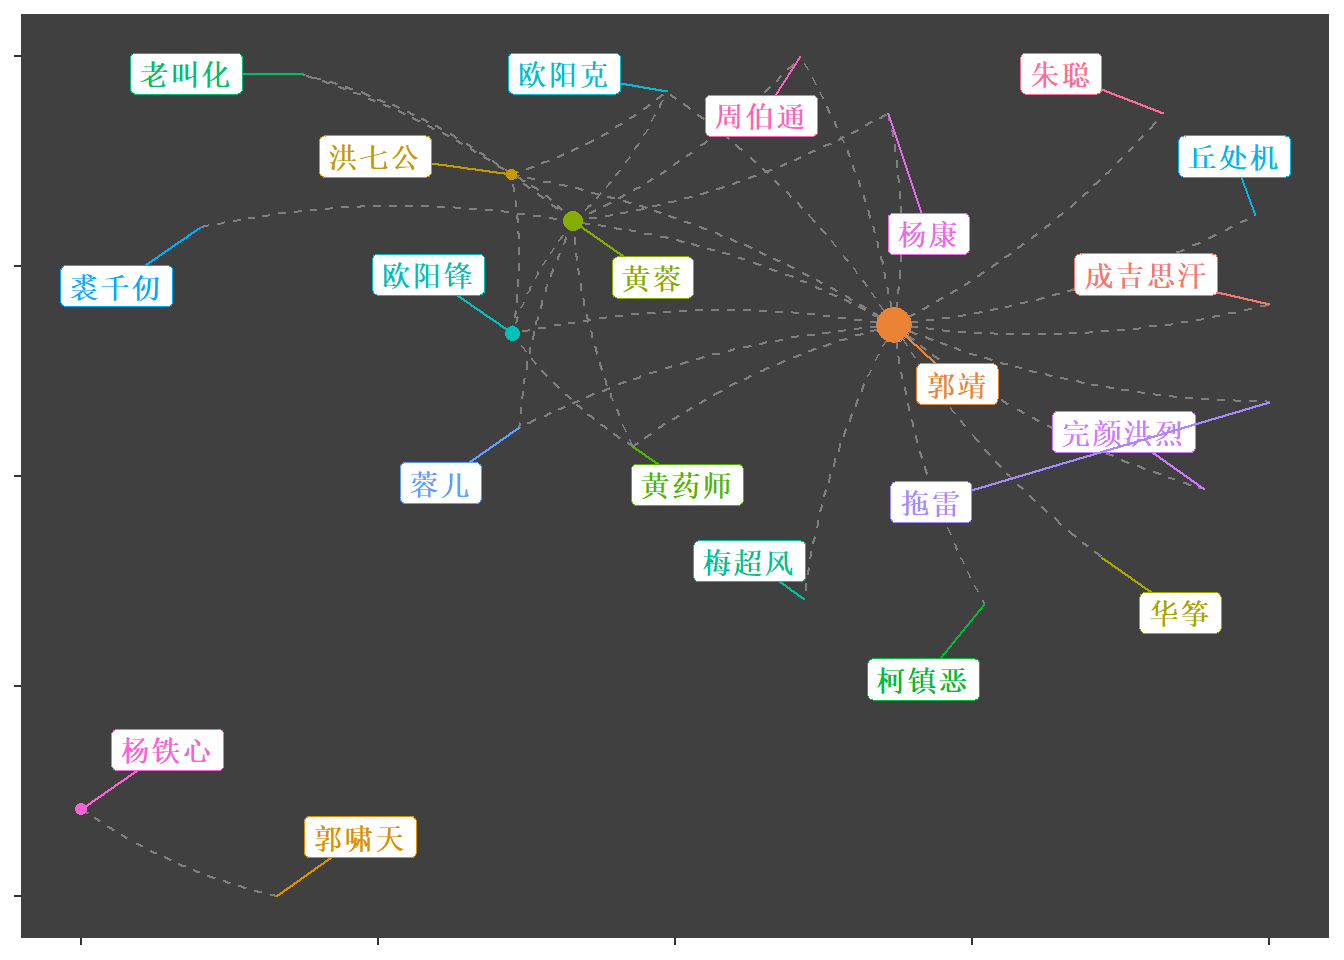 老叫化
欧阳克
朱聪
周伯通
洪七公
丘处机
杨康
裘千仞
欧阳锋
黄蓉
成吉思汗
郭靖
完颜洪烈
蓉儿
黄药师
拖雷
梅超风
华筝
柯镇恶
杨铁心
郭啸天